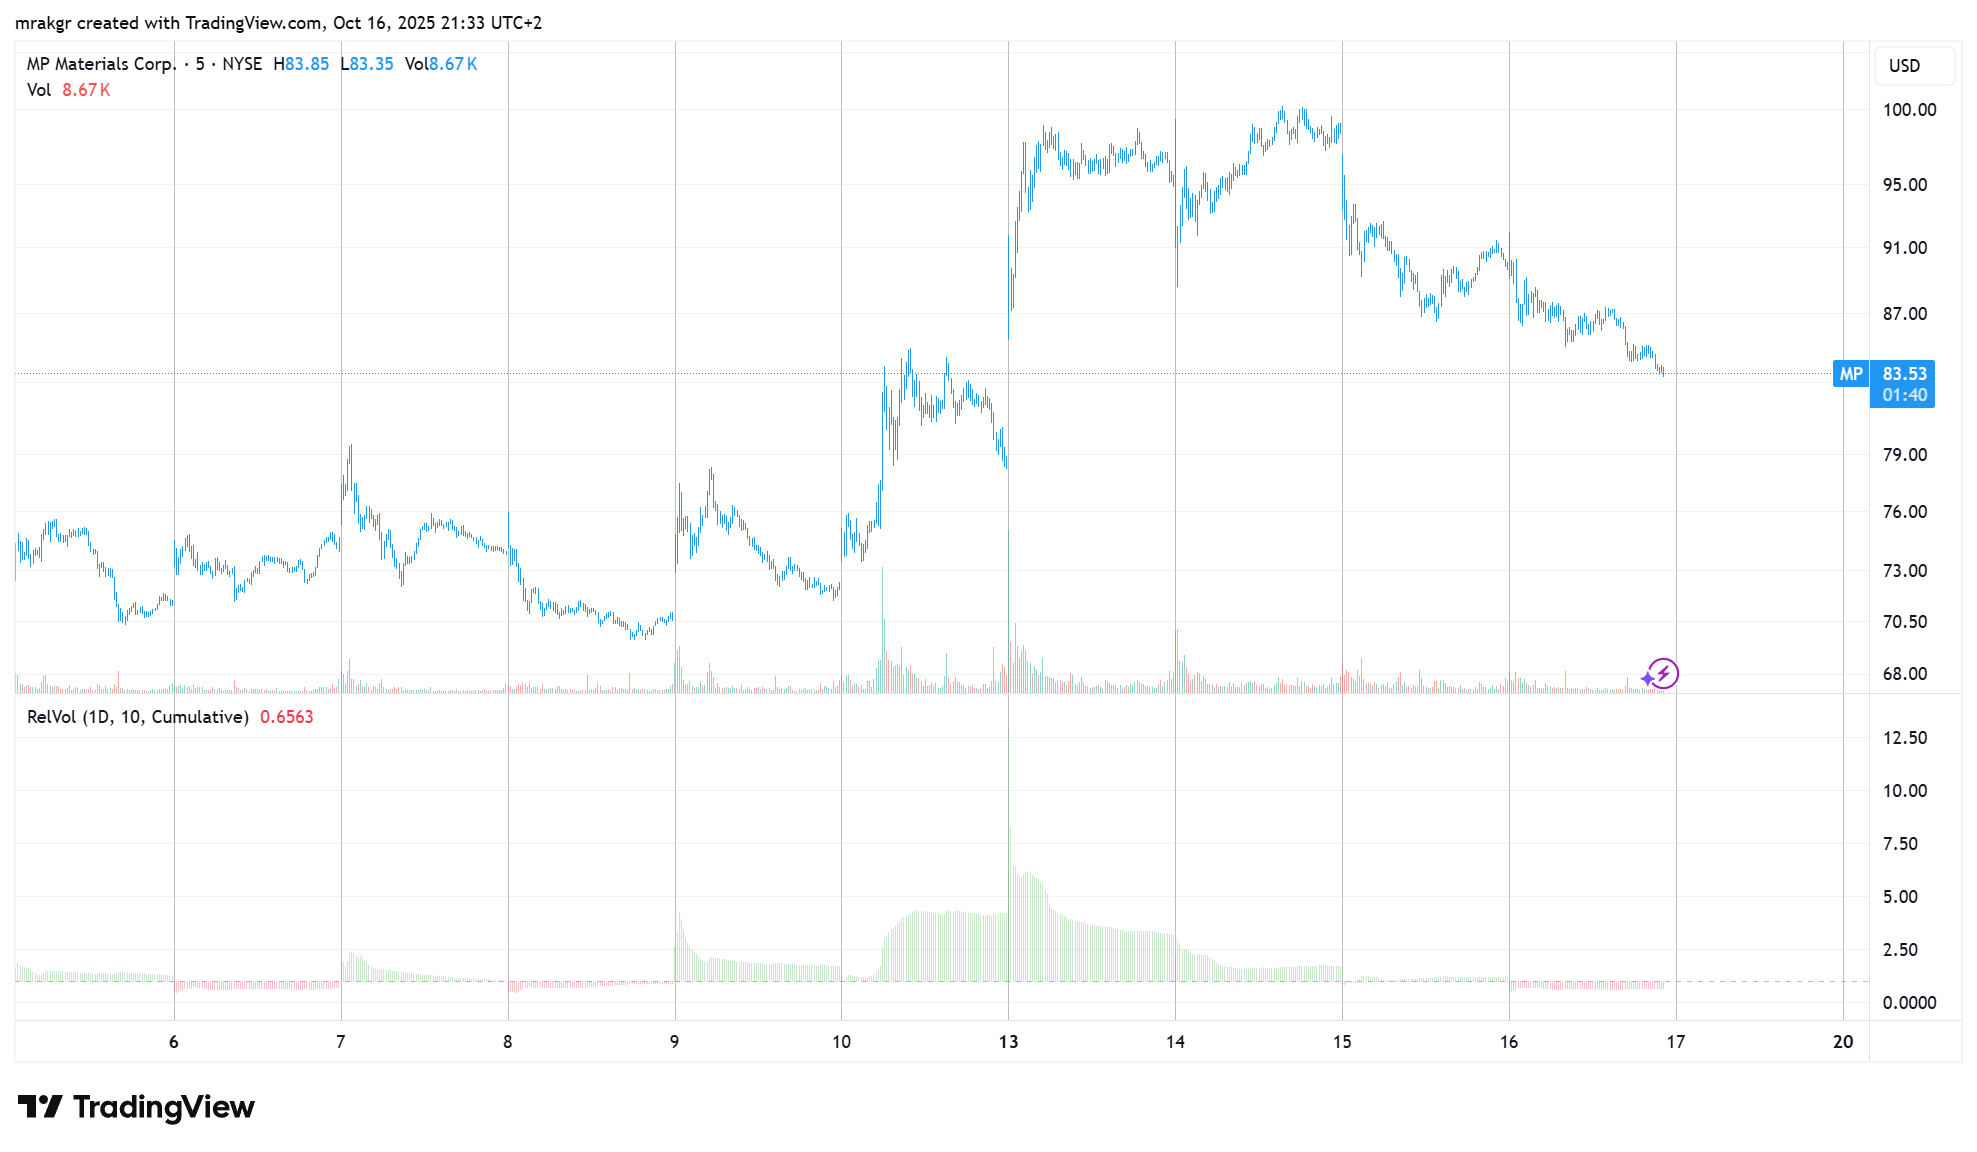 mrakgr created with TradingView.com, Oct 16, 2025 21:33 UTC+2
MP Materials Corp. · 5 · NYSE H83.85 L83.35 Vol8.67 K
Vol 8.67 K
USD
100.00
95.00
91.00
87.00
MP 83.53
01:40
79.00
76.00
73.00
70.50
68.00
RelVol (1D, 10, Cumulative) 0.6563
12.50
10.00
7.50
5.00
2.50
0.0000
6 7 8 9 10 13 14 15 16 17 20
TradingView